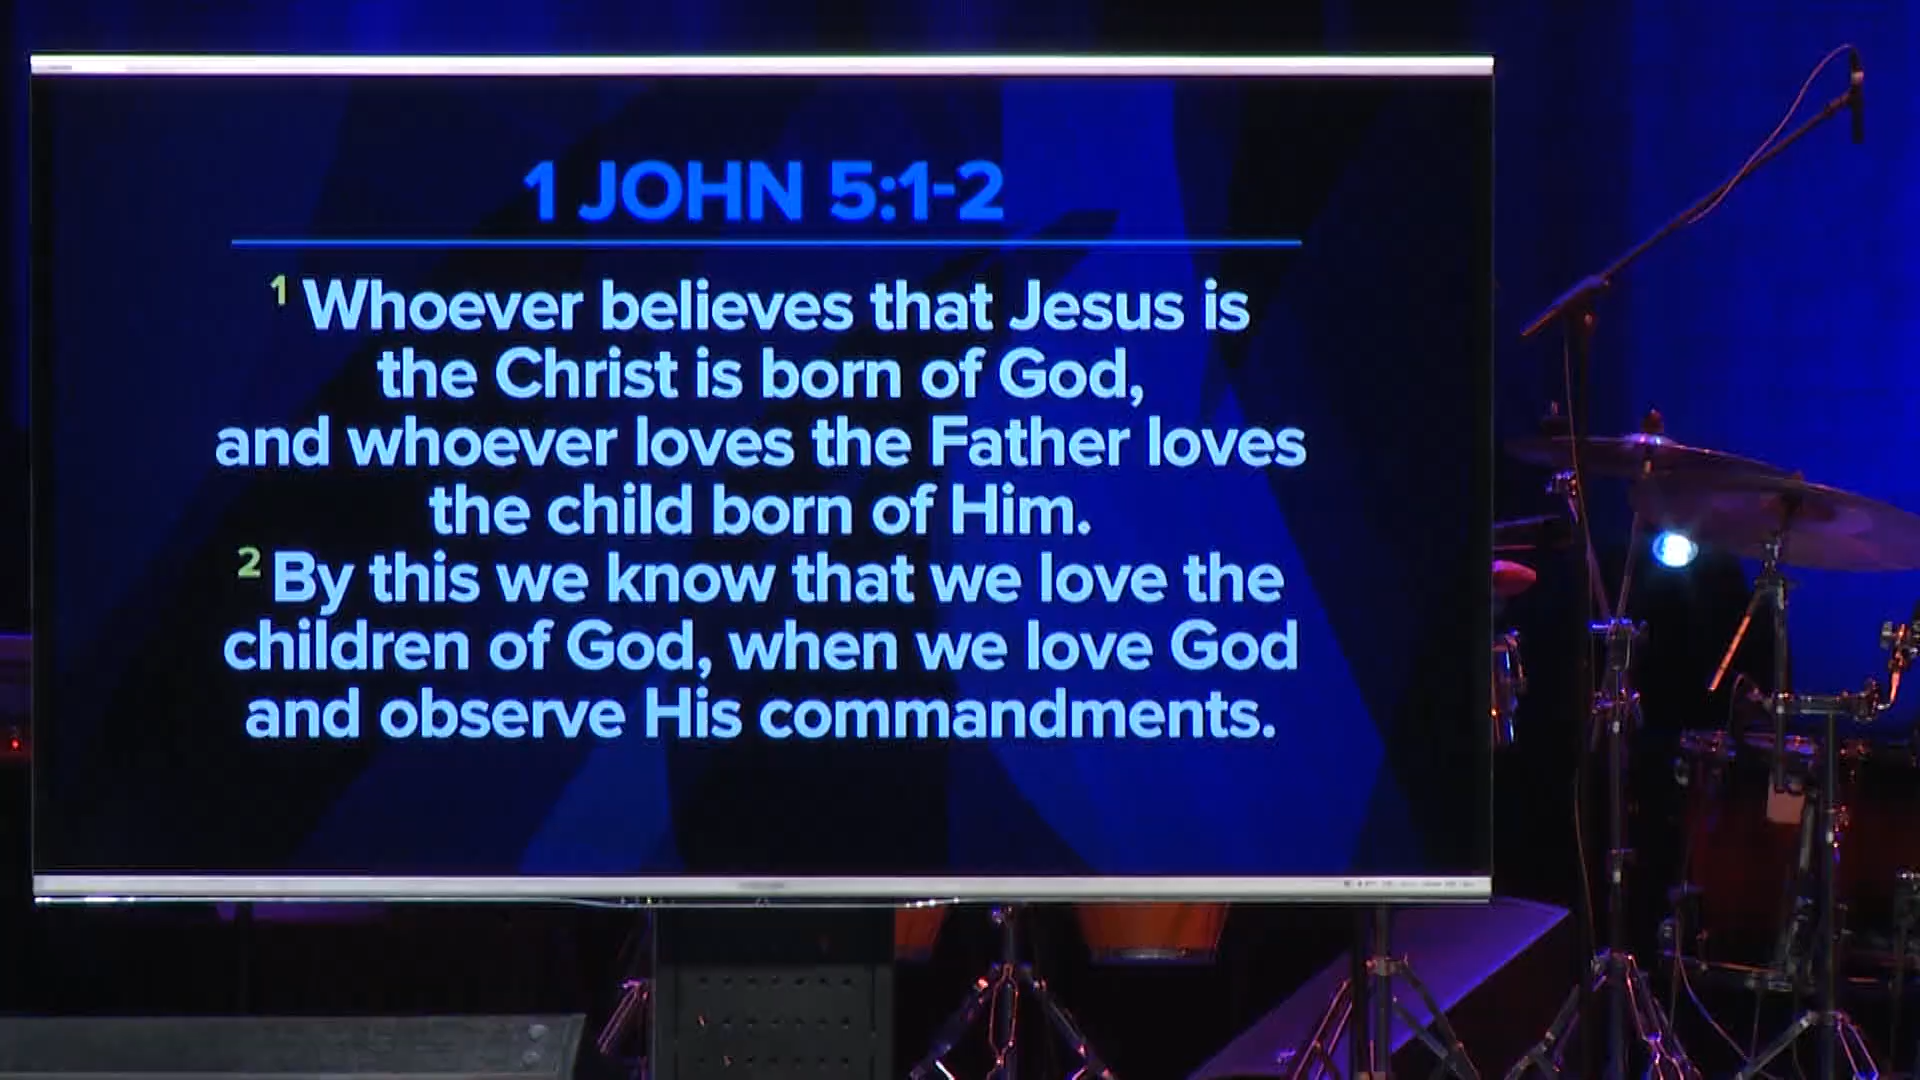 1 JOHN 5:1-2
1 Whoever believes that Jesus is
the Christ is born of God,
and whoever loves the Father loves
the child born of Him.
2 By this we know that we love the
children of God, when we love God
and observe His commandments.